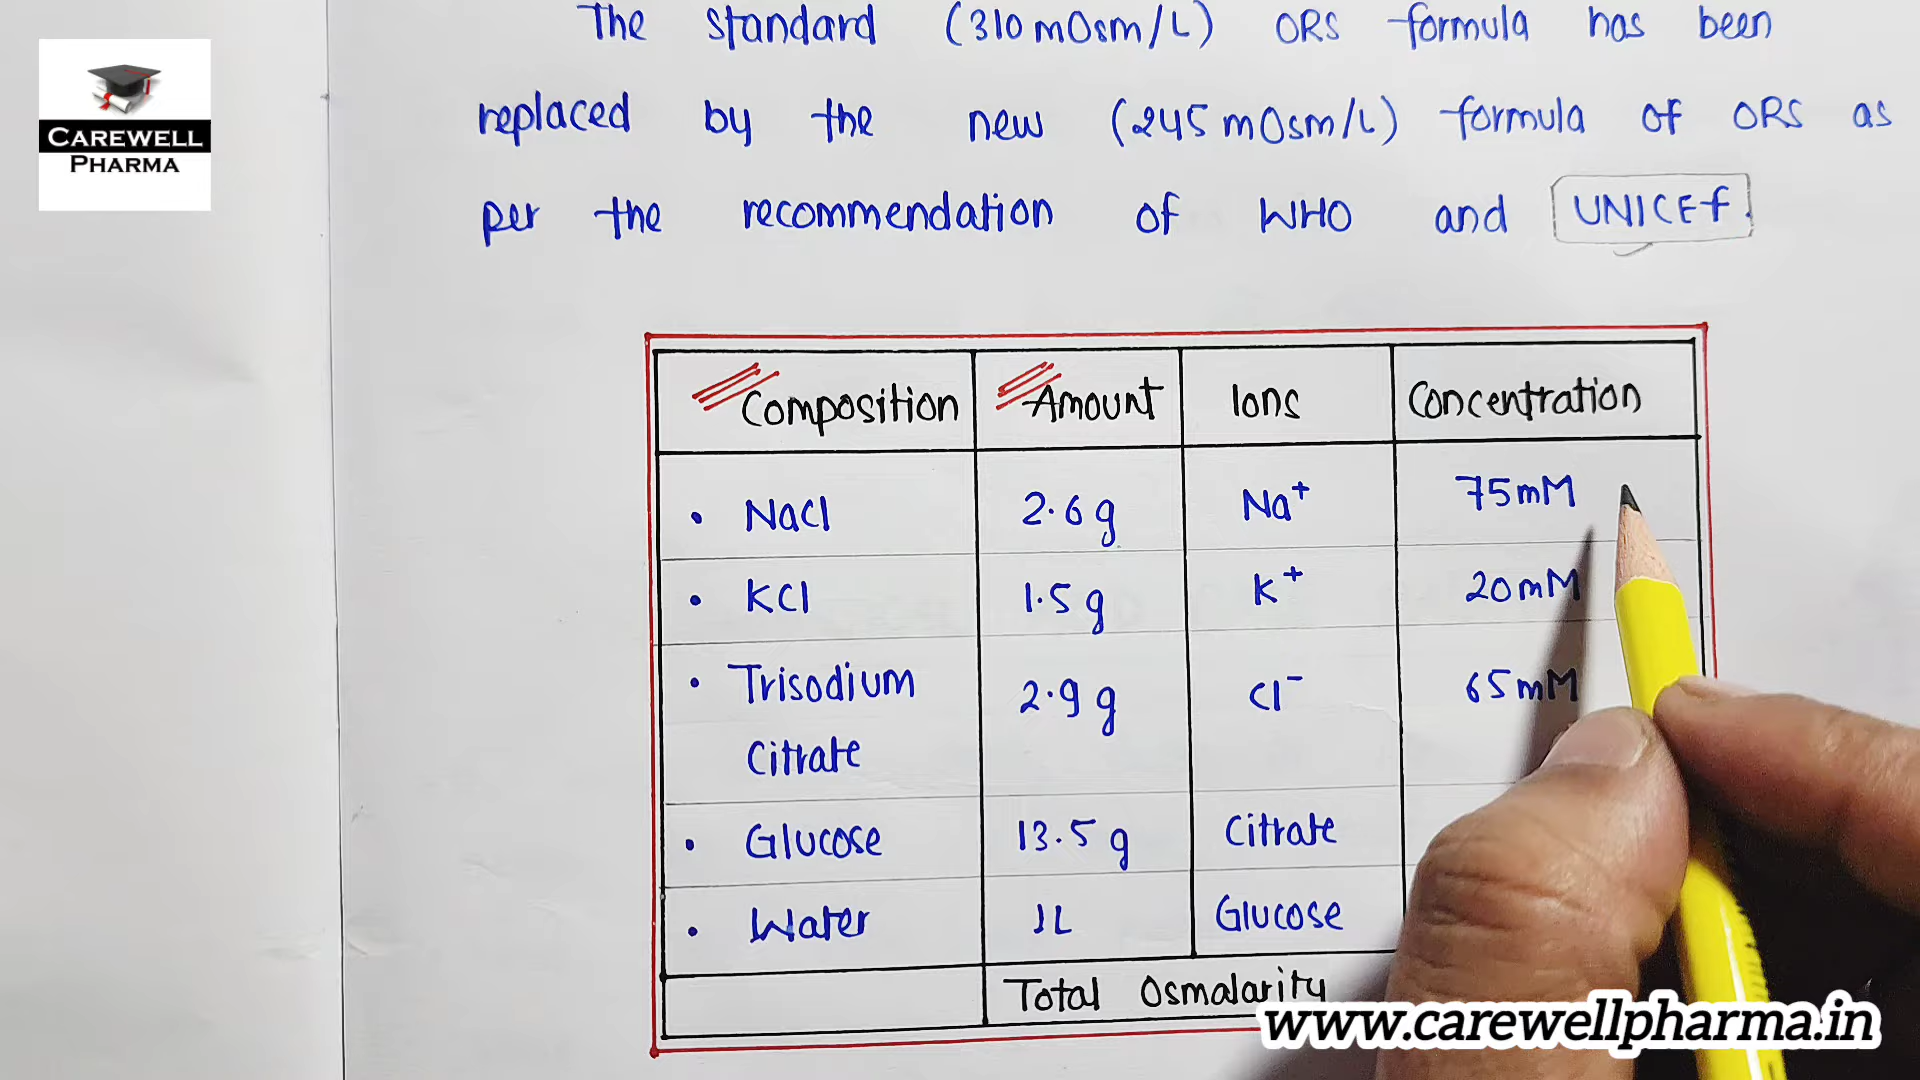 The standard (310 mOsm/L) ORS formula has been
replaced by the new (245 mOsm/L) formula of ORS as
per the recommendation of WHO and UNICEF.
CAREWELL
PHARMA
Composition Amount Ions Concentration
• NaCl 2.6 g Na+ 75mM
• KCl 1.5 g K+ 20mM
• Trisodium 2.9 g Cl- 65mM
Citrate
• Glucose 13.5 g Citrate
• Water 1L Glucose
Total Osmalarity
www.carewellpharma.in